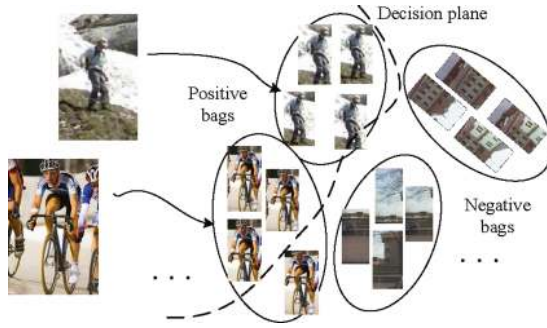 Decision plane
Positive
bags
Negative
bags
. . .
. . .